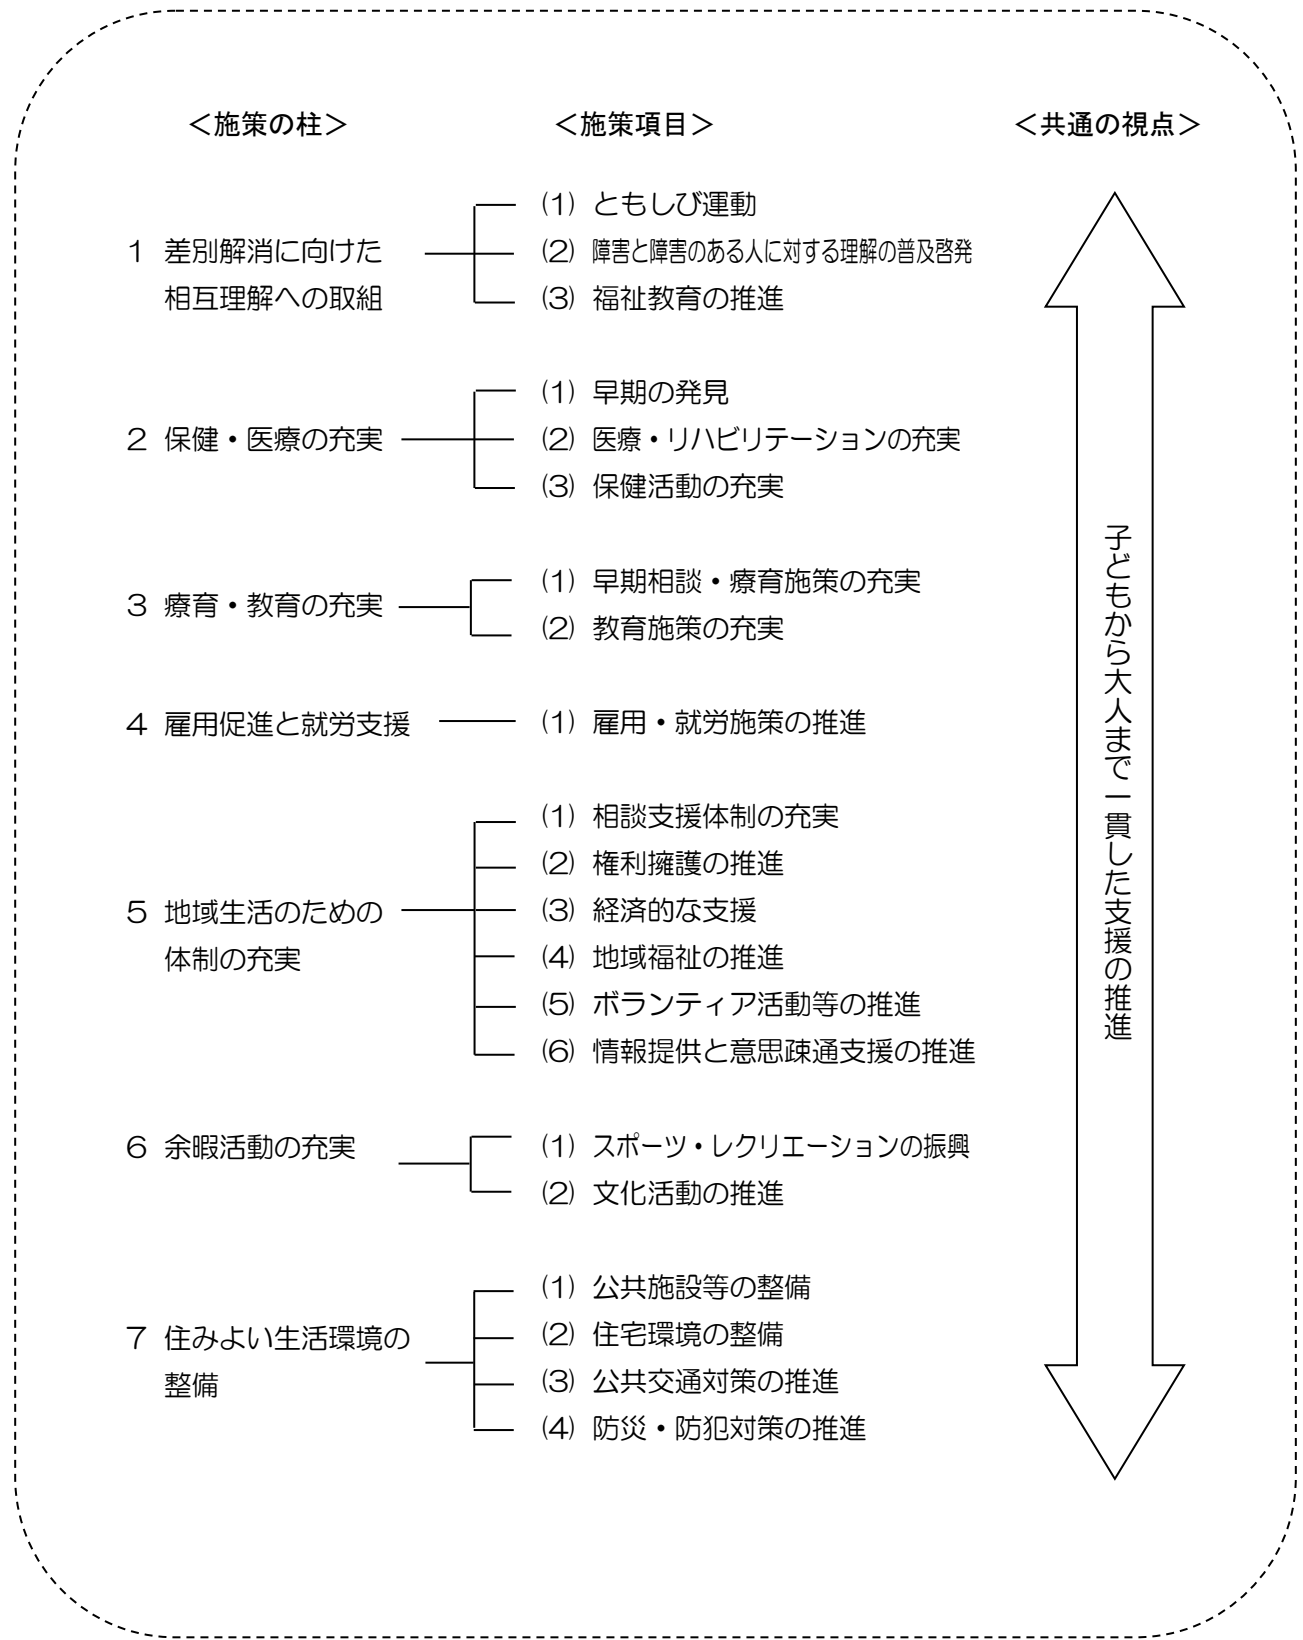 ＜施策の柱＞ ＜施策項目＞ ＜共通の視点＞
1 差別解消に向けた
相互理解への取組
(1) ともしび運動
(2) 障害と障害のある人に対する理解の普及啓発
(3) 福祉教育の推進
2 保健・医療の充実
(1) 早期の発見
(2) 医療・リハビリテーションの充実
(3) 保健活動の充実
3 療育・教育の充実
(1) 早期相談・療育施策の充実
(2) 教育施策の充実
4 雇用促進と就労支援
(1) 雇用・就労施策の推進
5 地域生活のための
体制の充実
(1) 相談支援体制の充実
(2) 権利擁護の推進
(3) 経済的な支援
(4) 地域福祉の推進
(5) ボランティア活動等の推進
(6) 情報提供と意思疎通支援の推進
6 余暇活動の充実
(1) スポーツ・レクリエーションの振興
(2) 文化活動の推進
7 住みよい生活環境の
整備
(1) 公共施設等の整備
(2) 住宅環境の整備
(3) 公共交通対策の推進
(4) 防災・防犯対策の推進
子どもから大人まで一貫した支援の推進